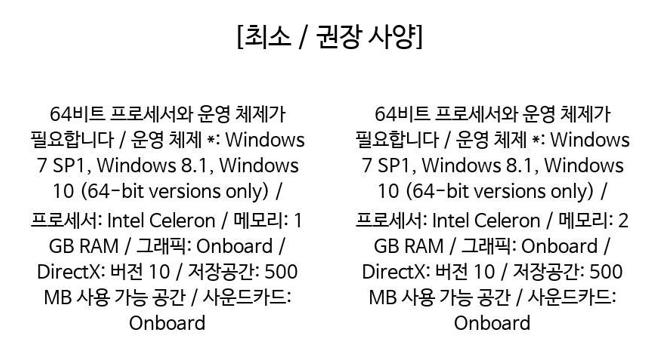 [최소 / 권장 사양]
64비트 프로세서와 운영 체제가
필요합니다 / 운영 체제 *: Windows
7 SP1, Windows 8.1, Windows
10 (64-bit versions only) /
프로세서: Intel Celeron / 메모리: 1
GB RAM / 그래픽: Onboard /
DirectX: 버전 10 / 저장공간: 500
MB 사용 가능 공간 / 사운드카드:
Onboard
64비트 프로세서와 운영 체제가
필요합니다 / 운영 체제 *: Windows
7 SP1, Windows 8.1, Windows
10 (64-bit versions only) /
프로세서: Intel Celeron / 메모리: 2
GB RAM / 그래픽: Onboard /
DirectX: 버전 10 / 저장공간: 500
MB 사용 가능 공간 / 사운드카드:
Onboard